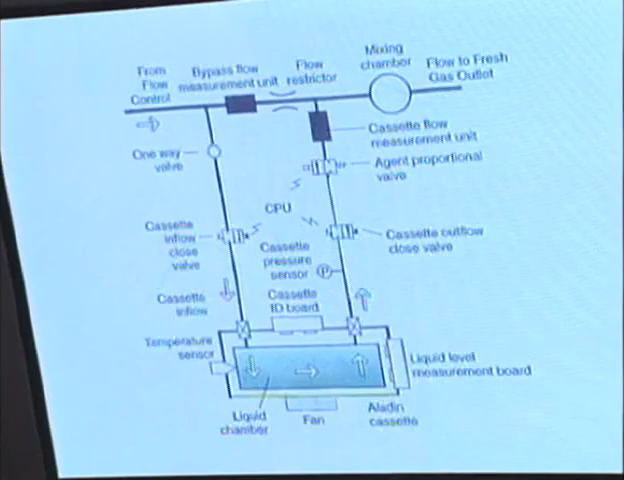 From
Flow
Control
Bypass flow
measurement unit
Flow
restrictor
Mixing
chamber
Flow to Fresh
Gas Outlet
Cassette flow
measurement unit
One way
valve
Agent proportional
valve
CPU
Cassette
inflow
close
valve
Cassette outflow
close valve
Cassette
pressure
sensor
P
Cassette
inflow
Cassette
ID board
Temperature
sensor
Liquid level
measurement board
Liquid
chamber
Fan
Aladin
cassette